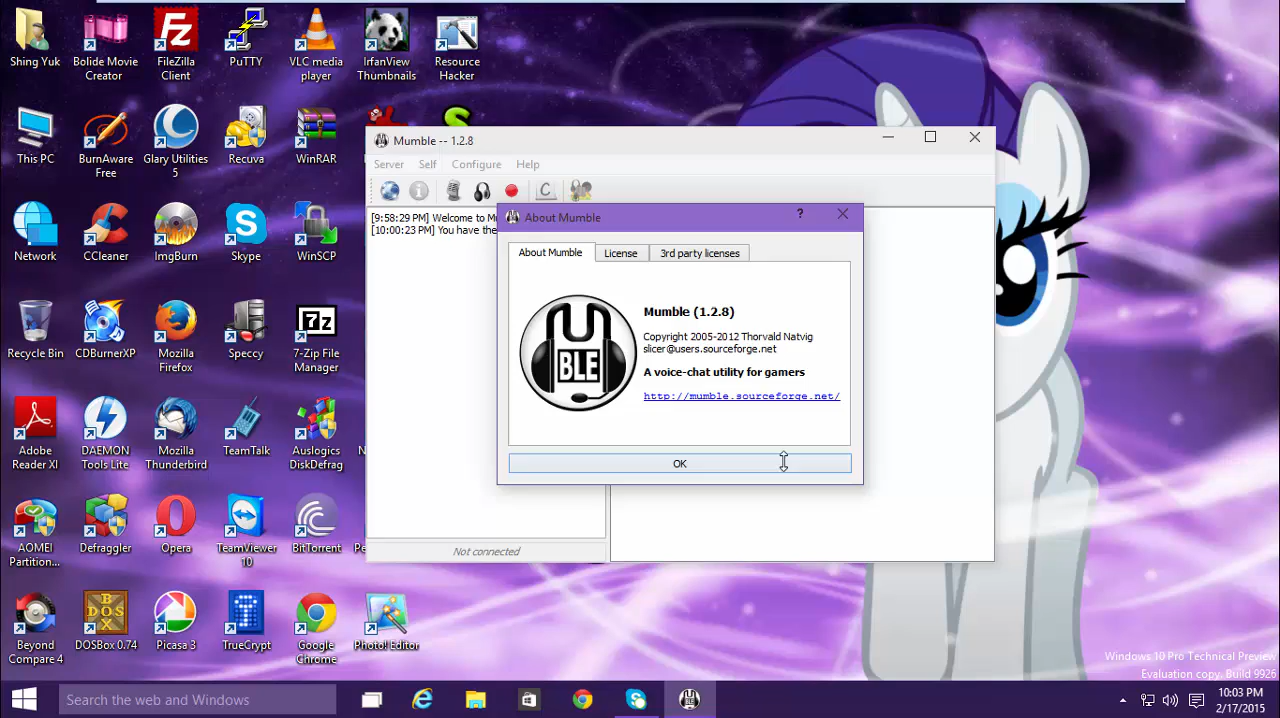 Shing Yuk
Bolide Movie
Creator
FileZilla
Client
PuTTY
VLC media
player
IrfanView
Thumbnails
Resource
Hacker
This PC
BurnAware
Free
Glary Utilities
5
Recuva
WinRAR
Network
CCleaner
ImgBurn
Skype
WinSCP
Recycle Bin
CDBurnerXP
Mozilla
Firefox
Speccy
7-Zip File
Manager
Adobe
Reader XI
DAEMON
Tools Lite
Mozilla
Thunderbird
TeamTalk
Auslogics
DiskDefrag
AOMEI
Partition...
Defraggler
Opera
TeamViewer
10
BitTorrent
Beyond
Compare 4
DOSBox 0.74
Picasa 3
TrueCrypt
Google
Chrome
Photo! Editor
Mumble -- 1.2.8
Server Self Configure Help
[9:58:29 PM] Welcome to
[10:00:23 PM] You have
About Mumble
?
About Mumble License 3rd party licenses
BLE
Mumble (1.2.8)
Copyright 2005-2012 Thorvald Natvig
slicer@users.sourceforge.net
A voice-chat utility for gamers
http://mumble.sourceforge.net/
OK
Not connected
Windows 10 Pro Technical Preview
Evaluation copy. Build 9926
Search the web and Windows
10:03 PM
2/17/2015